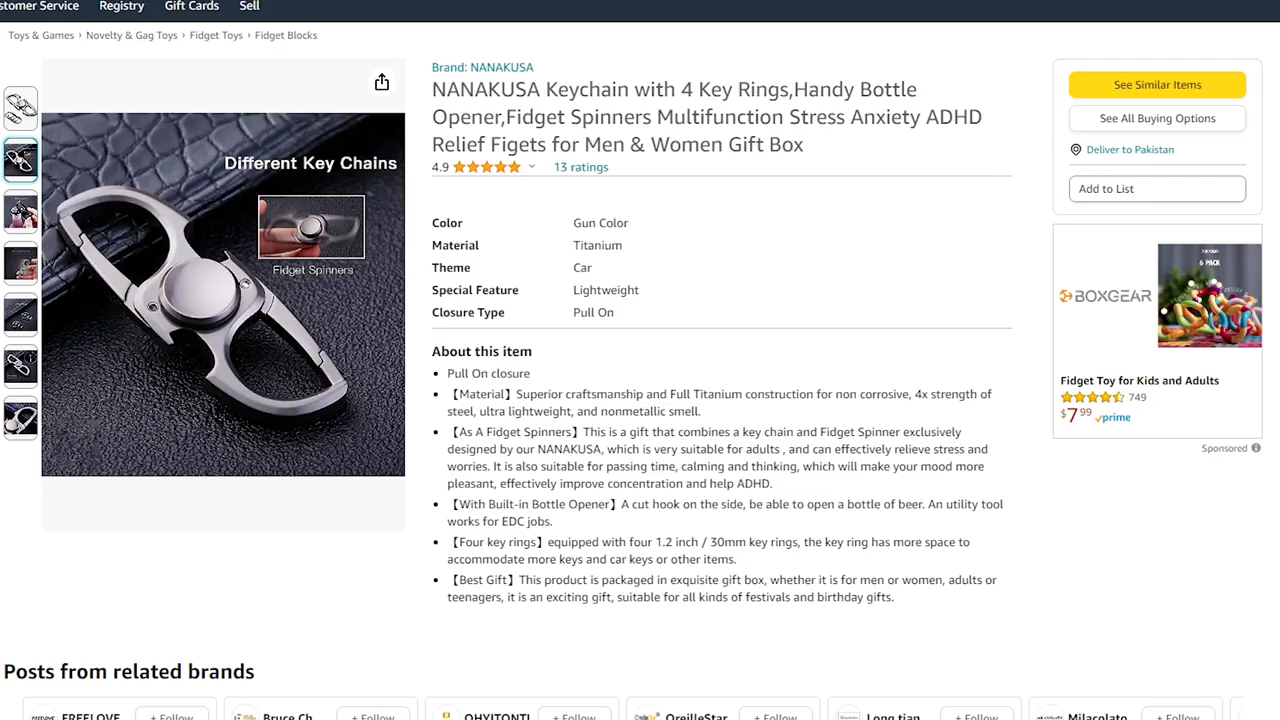 stomer Service Registry Gift Cards Sell
Toys & Games › Novelty & Gag Toys › Fidget Toys › Fidget Blocks
Different Key Chains
Fidget Spinners
Brand: NANAKUSA
NANAKUSA Keychain with 4 Key Rings,Handy Bottle
Opener,Fidget Spinners Multifunction Stress Anxiety ADHD
Relief Figets for Men & Women Gift Box
4.9 13 ratings
Color Gun Color
Material Titanium
Theme Car
Special Feature Lightweight
Closure Type Pull On
About this item
• Pull On closure
• 【Material】Superior craftsmanship and Full Titanium construction for non corrosive, 4x strength of
steel, ultra lightweight, and nonmetallic smell.
• 【As A Fidget Spinners】This is a gift that combines a key chain and Fidget Spinner exclusively
designed by our NANAKUSA, which is very suitable for adults , and can effectively relieve stress and
worries. It is also suitable for passing time, calming and thinking, which will make your mood more
pleasant, effectively improve concentration and help ADHD.
• 【With Built-in Bottle Opener】A cut hook on the side, be able to open a bottle of beer. An utility tool
works for EDC jobs.
• 【Four key rings】equipped with four 1.2 inch / 30mm key rings, the key ring has more space to
accommodate more keys and car keys or other items.
• 【Best Gift】This product is packaged in exquisite gift box, whether it is for men or women, adults or
teenagers, it is an exciting gift, suitable for all kinds of festivals and birthday gifts.
See Similar Items
See All Buying Options
Deliver to Pakistan
Add to List
BOXGEAR
6 PACK
Fidget Toy for Kids and Adults
749
$7 99 prime
Sponsored
Posts from related brands
FREELOVE + Follow Bruce Ch + Follow OHYITONTI + Follow OreilleStar + Follow Long tian + Follow Milacolato + Follow